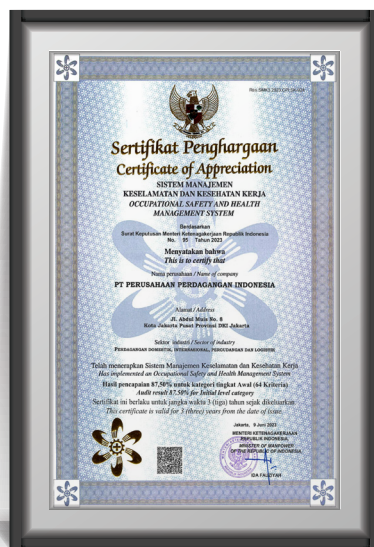 Sertifikat Penghargaan
Certificate of Appreciation
SISTEM MANAJEMEN
KESELAMATAN DAN KESEHATAN KERJA
OCCUPATIONAL SAFETY AND HEALTH
MANAGEMENT SYSTEM
Berdasarkan
Surat Keputusan Menteri Ketenagakerjaan Republik Indonesia
No. 95 Tahun 2023
Menyatakan bahwa
This is to certify that
Nama perusahaan / Name of company
PT PERUSAHAAN PERDAGANGAN INDONESIA
Alamat / Address
Jl. Abdul Muis No. 8
Kota Jakarta Pusat Provinsi DKI Jakarta
Sektor industri / Sector of industry
PERDAGANGAN DOMESTIK, INTERNASIONAL, PERGUDANGAN DAN LOGISTIK
Telah menerapkan Sistem Manajemen Keselamatan dan Kesehatan Kerja
Has implemented an Occupational Safety and Health Management System
Hasil pencapaian 87,50% untuk kategori tingkat Awal (64 Kriteria)
Audit result 87.50% for Initial level category
Sertifikat ini berlaku untuk jangka waktu 3 (tiga) tahun sejak dikeluarkan
This certificate is valid for 3 (three) years from the date of issue.
Jakarta, 9 Juni 2023
MENTERI KETENAGAKERJAAN
REPUBLIK INDONESIA,
MINISTER OF MANPOWER
OF THE REPUBLIC OF INDONESIA,
IDA FAUZIYAH